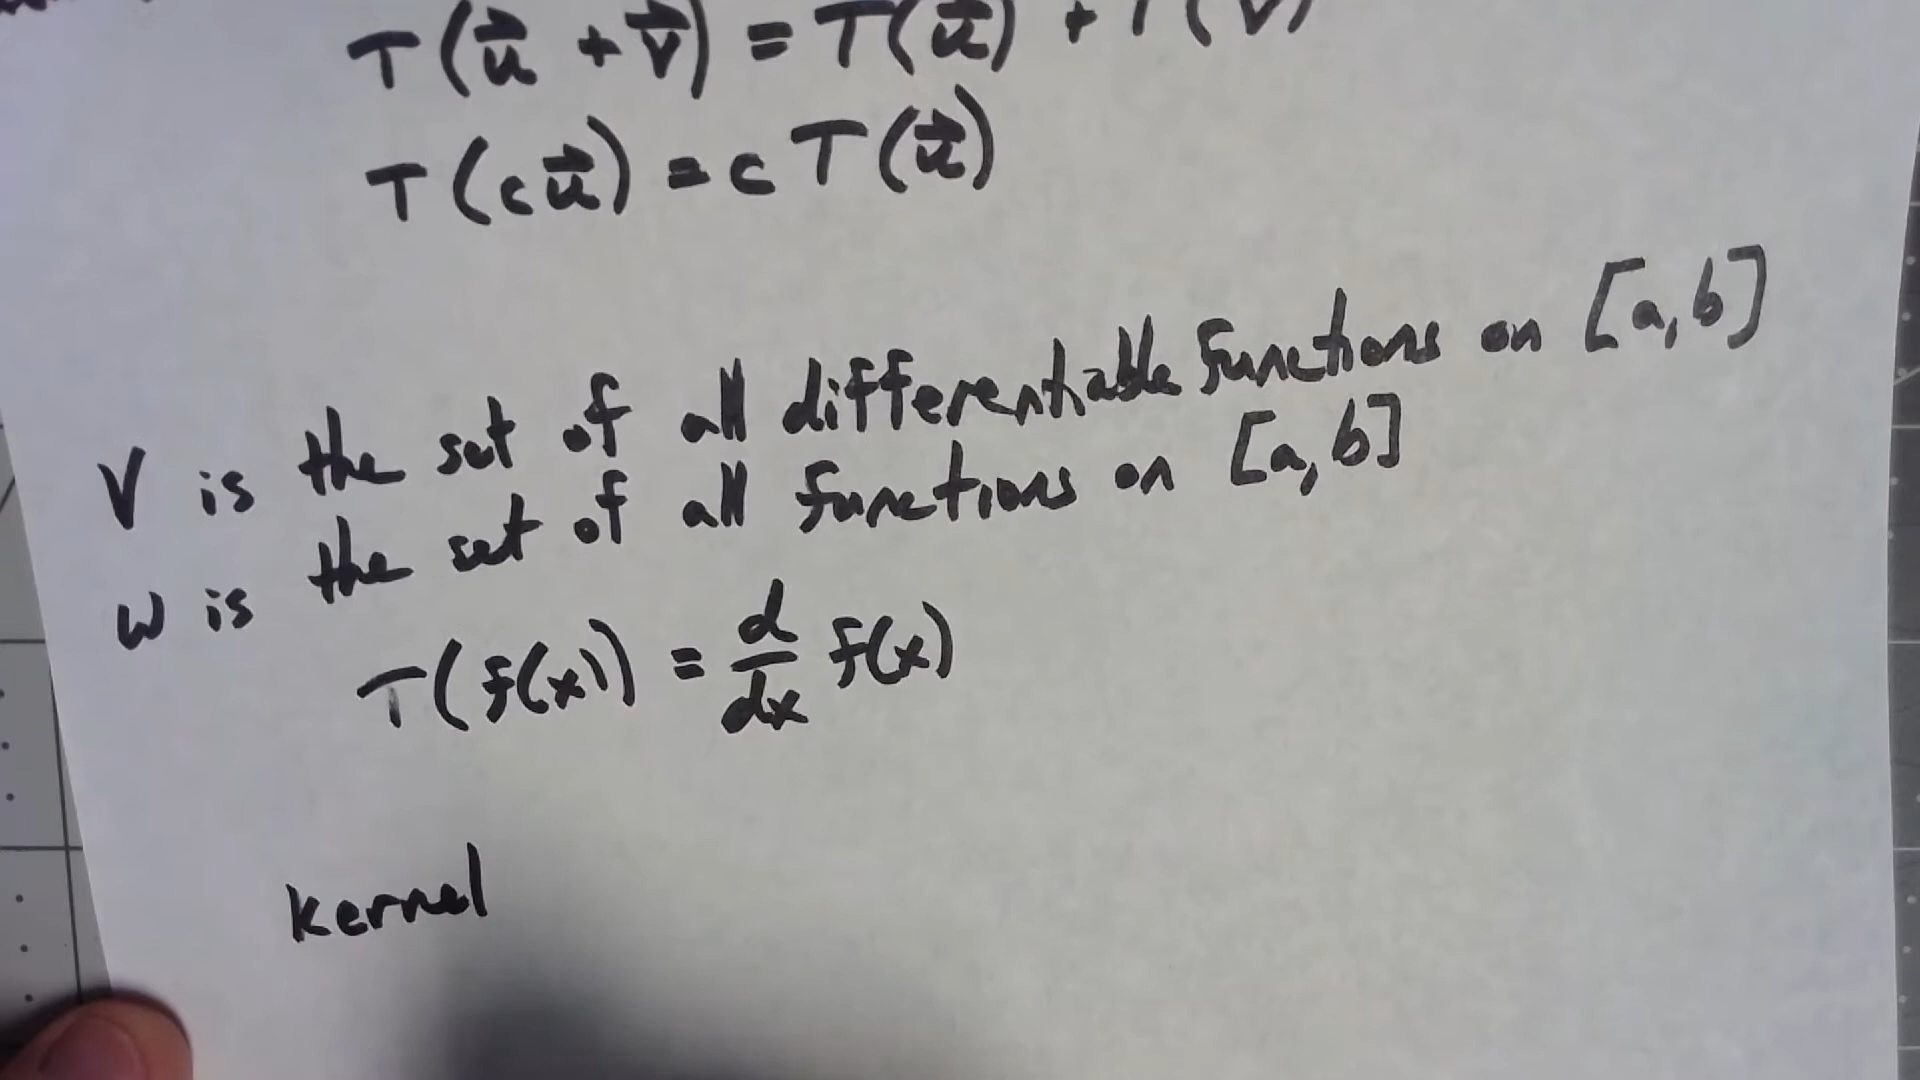 T(u⃗ + v⃗) = T(u⃗) + T(v⃗)
T(cu⃗) = cT(u⃗)
V is the set of all differentiable functions on [a,b]
W is the set of all functions on [a,b]
T(f(x)) = d/dx f(x)
kernel